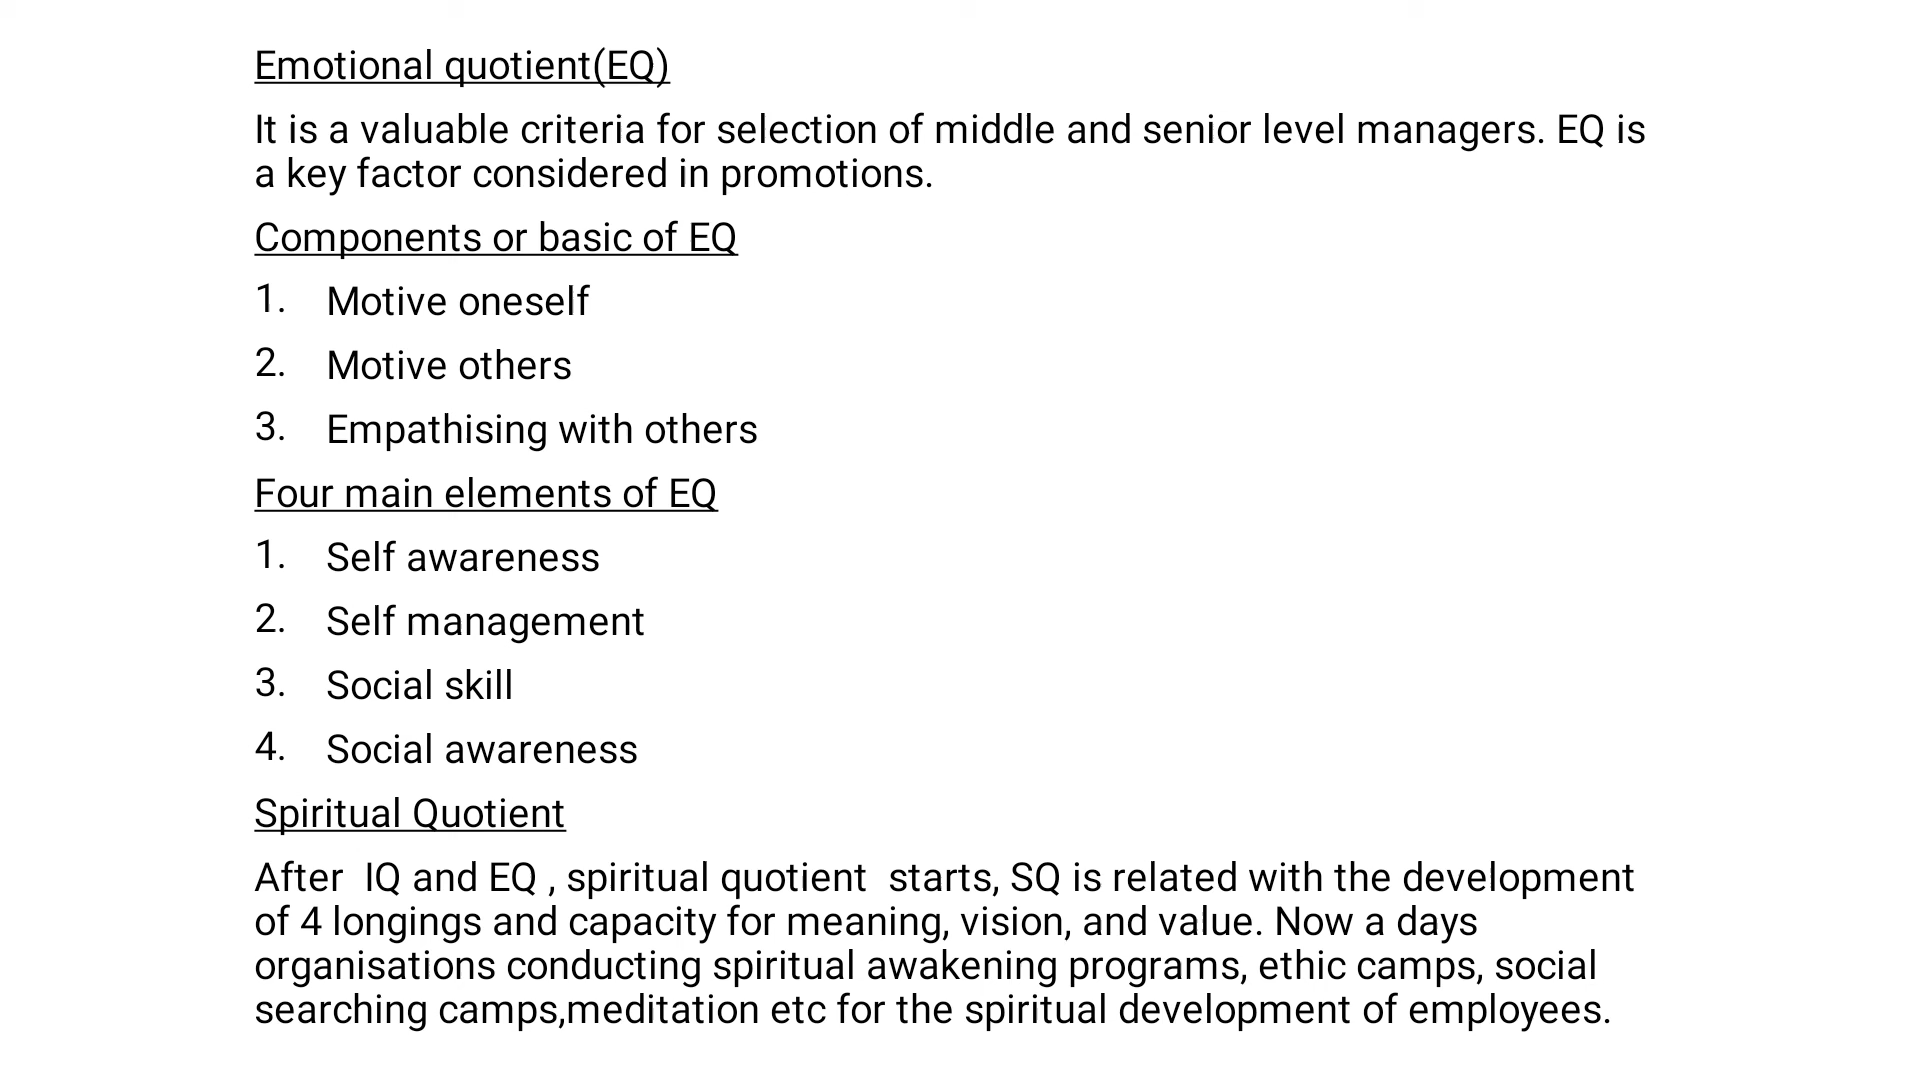 Emotional quotient(EQ)
It is a valuable criteria for selection of middle and senior level managers. EQ is
a key factor considered in promotions.
Components or basic of EQ
1. Motive oneself
2. Motive others
3. Empathising with others
Four main elements of EQ
1. Self awareness
2. Self management
3. Social skill
4. Social awareness
Spiritual Quotient
After  IQ and EQ , spiritual quotient  starts, SQ is related with the development
of 4 longings and capacity for meaning, vision, and value. Now a days
organisations conducting spiritual awakening programs, ethic camps, social
searching camps,meditation etc for the spiritual development of employees.